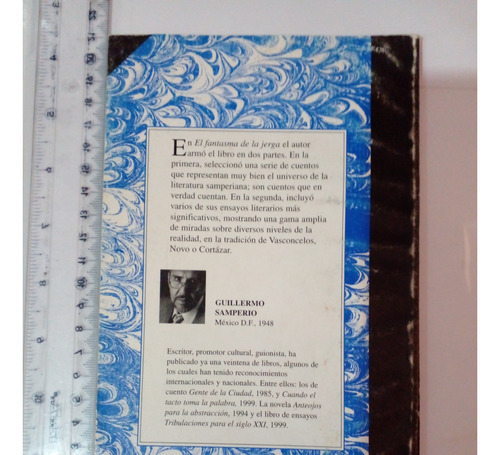 En El fantasma de la jerga el autor
armó el libro en dos partes. En la
primera, seleccionó una serie de cuentos
que representan muy bien el universo de la
literatura samperiana; son cuentos que en
verdad cuentan. En la segunda, incluyó
varios de sus ensayos literarios más
significativos, mostrando una gama amplia
de miradas sobre diversos niveles de la
realidad, en la tradición de Vasconcelos,
Novo o Cortázar.
GUILLERMO
SAMPERIO
México D.F., 1948
Escritor, promotor cultural, guionista, ha
publicado ya una veintena de libros, algunos de
los cuales han tenido reconocimientos
internacionales y nacionales. Entre ellos: los de
cuento Gente de la Ciudad, 1985, y Cuando el
tacto toma la palabra, 1999. La novela Anteojos
para la abstracción, 1994 y el libro de ensayos
Tribulaciones para el siglo XXI, 1999.